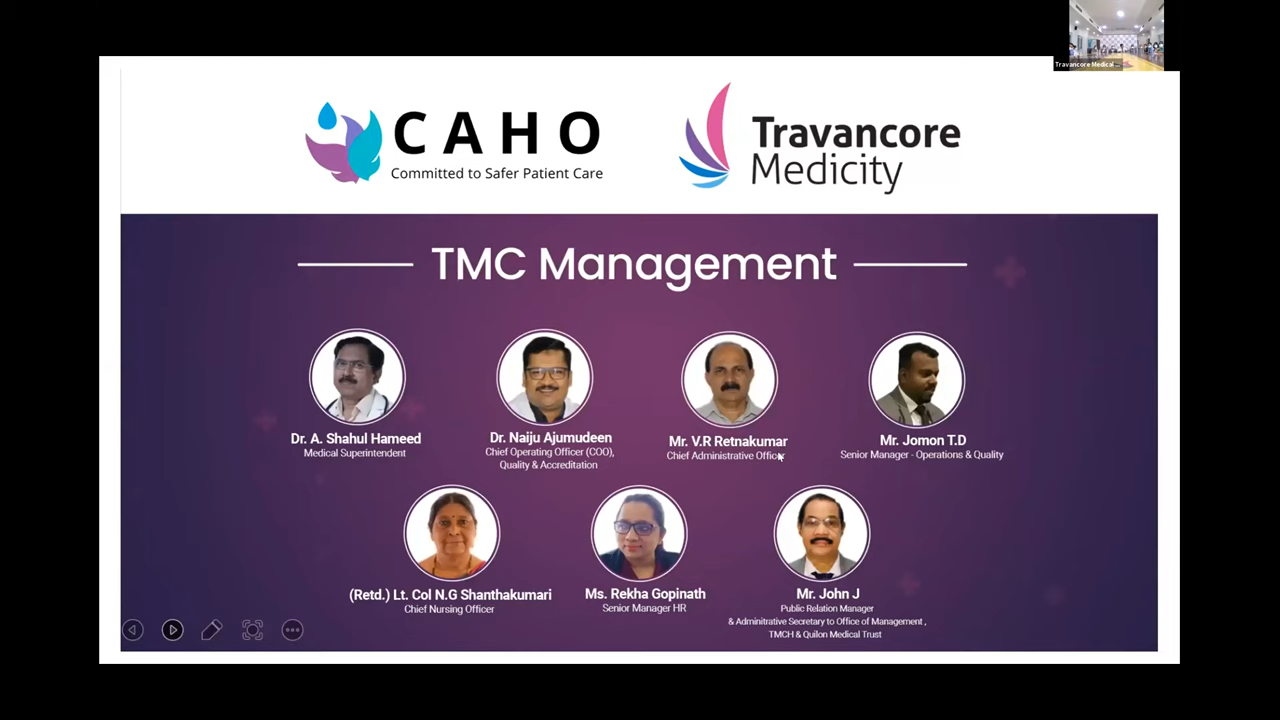 Travancore Medical ...
CAHO
Committed to Safer Patient Care
Travancore
Medicity
TMC Management
Dr. A. Shahul Hameed
Medical Superintendent
Dr. Naiju Ajumudeen
Chief Operating Officer (COO),
Quality & Accreditation
Mr. V.R Retnakumar
Chief Administrative Officer
Mr. Jomon T.D
Senior Manager - Operations & Quality
(Retd.) Lt. Col N.G Shanthakumari
Chief Nursing Officer
Ms. Rekha Gopinath
Senior Manager HR
Mr. John J
Public Relation Manager
& Adminitrative Secretary to Office of Management ,
TMCH & Quilon Medical Trust